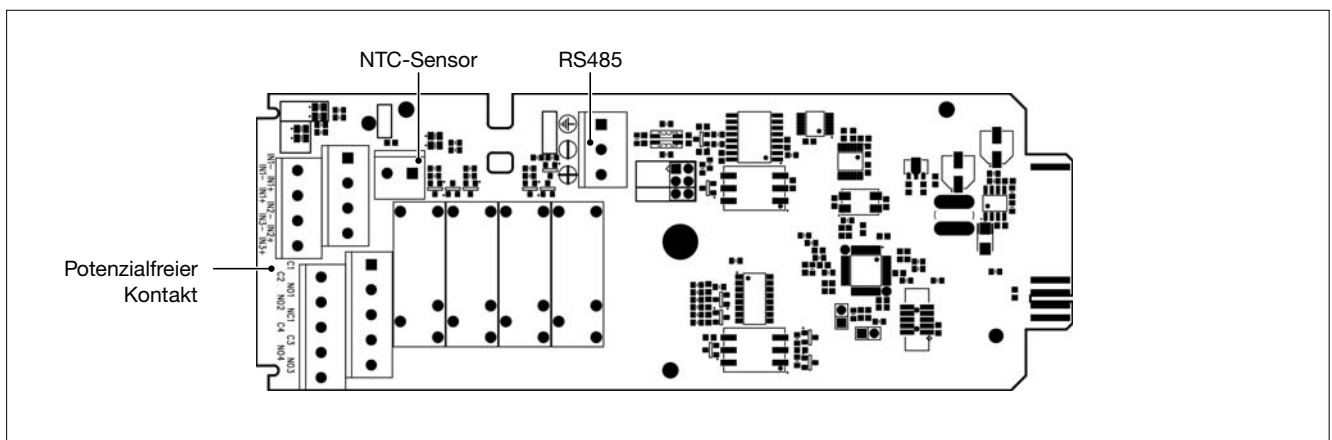 NTC-Sensor
RS485
IN1- IN1+
IN1- IN1+
IN2- IN2+
IN3- IN3+
Potenzialfreier
Kontakt
C1 NO1 NC1 C3 NO3
C2 NO2 C4 NO4